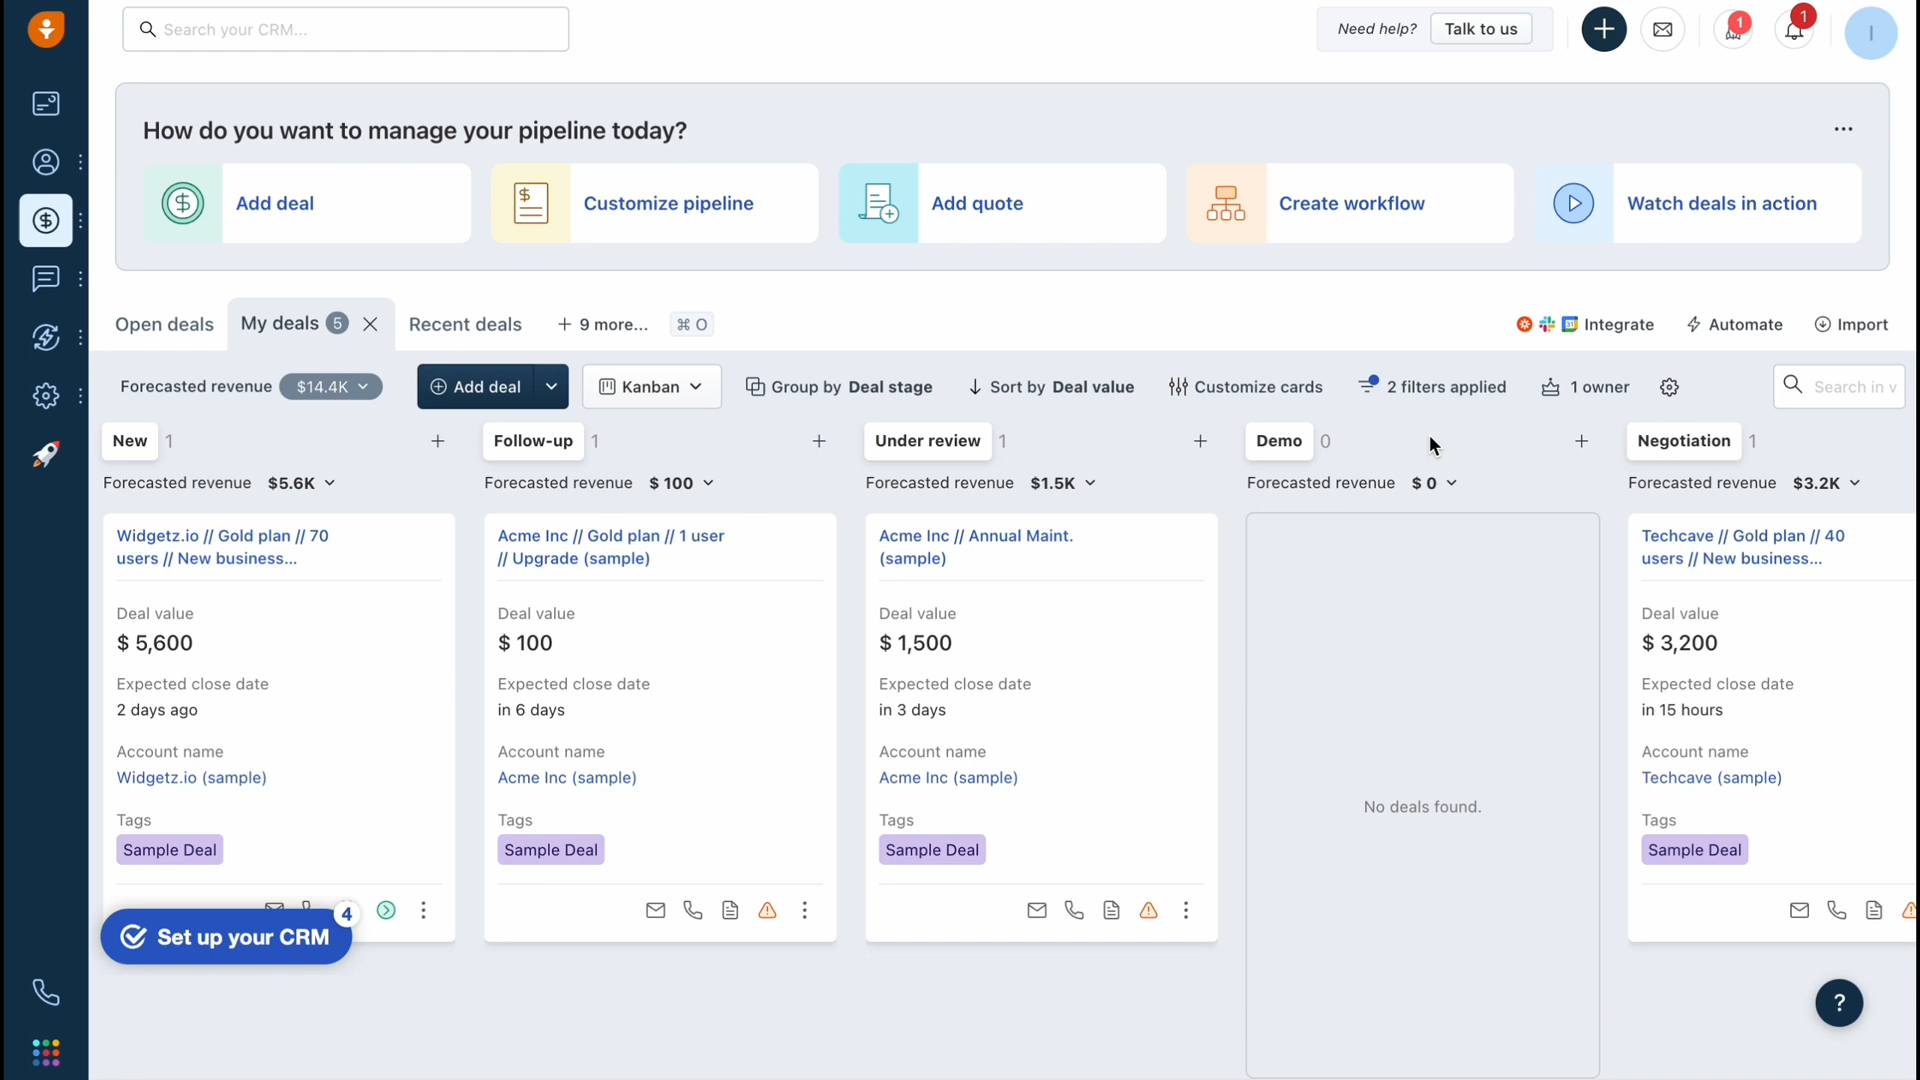 Search your CRM...
Need help?
Talk to us
1
1
I
How do you want to manage your pipeline today?
Add deal
Customize pipeline
Add quote
Create workflow
Watch deals in action
Open deals
My deals 5
Recent deals
+ 9 more...
⌘ O
Integrate
Automate
Import
Forecasted revenue $14.4K
Add deal
Kanban
Group by Deal stage
Sort by Deal value
Customize cards
2 filters applied
1 owner
Search in v
New 1
Follow-up 1
Under review 1
Demo 0
Negotiation 1
Forecasted revenue $5.6K
Forecasted revenue $ 100
Forecasted revenue $1.5K
Forecasted revenue $ 0
Forecasted revenue $3.2K
Widgetz.io // Gold plan // 70
users // New business...
Deal value
$ 5,600
Expected close date
2 days ago
Account name
Widgetz.io (sample)
Tags
Sample Deal
Acme Inc // Gold plan // 1 user
// Upgrade (sample)
Deal value
$ 100
Expected close date
in 6 days
Account name
Acme Inc (sample)
Tags
Sample Deal
Acme Inc // Annual Maint.
(sample)
Deal value
$ 1,500
Expected close date
in 3 days
Account name
Acme Inc (sample)
Tags
Sample Deal
No deals found.
Techcave // Gold plan // 40
users // New business...
Deal value
$ 3,200
Expected close date
in 15 hours
Account name
Techcave (sample)
Tags
Sample Deal
4
Set up your CRM
?